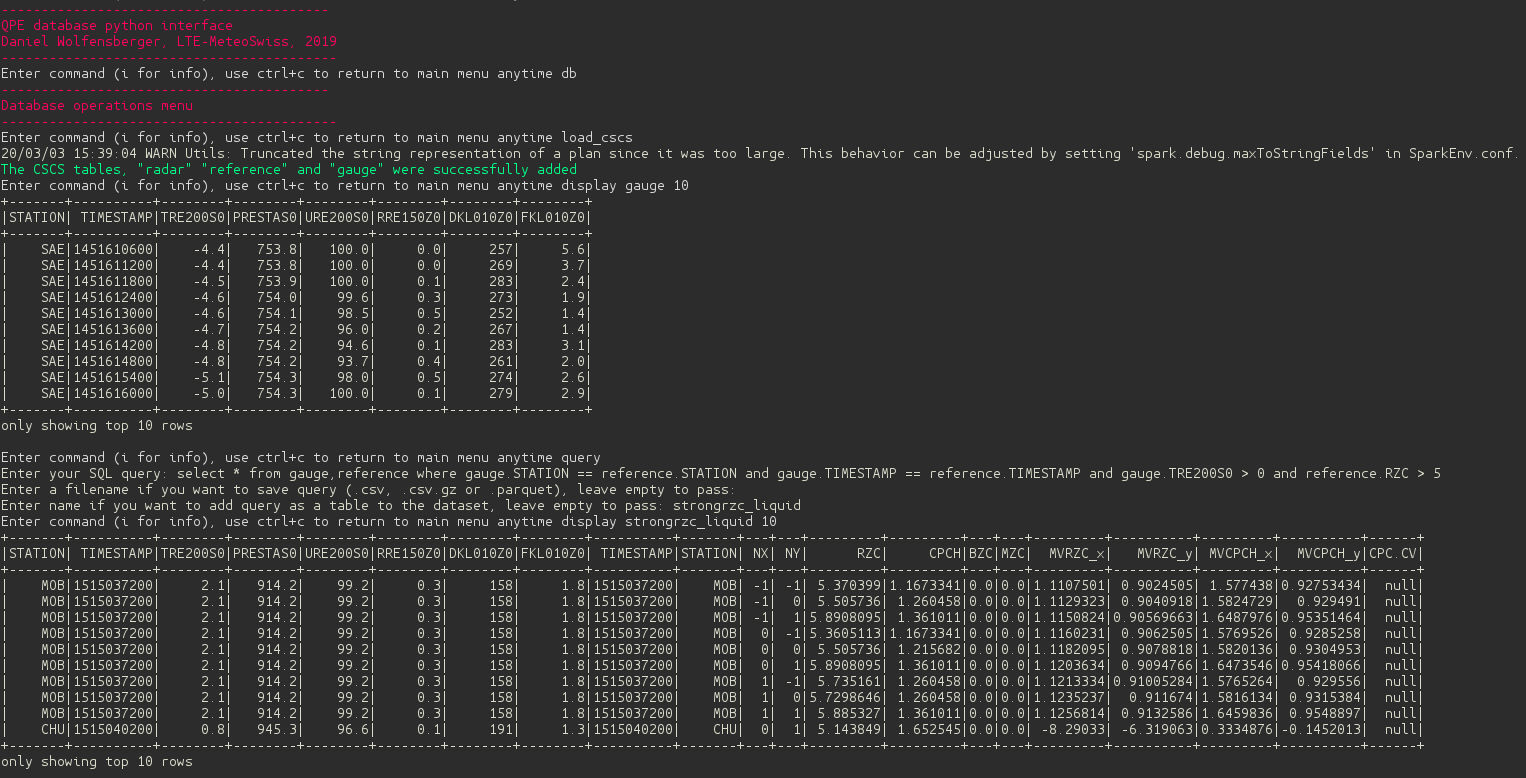 -----------------------------------------
QPE database python interface
Daniel Wolfensberger, LTE-MeteoSwiss, 2019
------------------------------------------
Enter command (i for info), use ctrl+c to return to main menu anytime db
-----------------------------------------
Database operations menu
------------------------------------------
Enter command (i for info), use ctrl+c to return to main menu anytime load_cscs
20/03/03 15:39:04 WARN Utils: Truncated the string representation of a plan since it was too large. This behavior can be adjusted by setting 'spark.debug.maxToStringFields' in SparkEnv.conf.
The CSCS tables, "radar" "reference" and "gauge" were successfully added
Enter command (i for info), use ctrl+c to return to main menu anytime display gauge 10
+-------+----------+--------+--------+--------+--------+--------+--------+
|STATION| TIMESTAMP|TRE200S0|PRESTAS0|URE200S0|RRE150Z0|DKL010Z0|FKL010Z0|
+-------+----------+--------+--------+--------+--------+--------+--------+
|    SAE|1451610600|    -4.4|   753.8|   100.0|     0.0|     257|     5.6|
|    SAE|1451611200|    -4.4|   753.8|   100.0|     0.0|     269|     3.7|
|    SAE|1451611800|    -4.5|   753.9|   100.0|     0.1|     283|     2.4|
|    SAE|1451612400|    -4.6|   754.0|    99.6|     0.3|     273|     1.9|
|    SAE|1451613000|    -4.6|   754.1|    98.5|     0.5|     252|     1.4|
|    SAE|1451613600|    -4.7|   754.2|    96.0|     0.2|     267|     1.4|
|    SAE|1451614200|    -4.8|   754.2|    94.6|     0.1|     283|     3.1|
|    SAE|1451614800|    -4.8|   754.2|    93.7|     0.4|     261|     2.0|
|    SAE|1451615400|    -5.1|   754.3|    98.0|     0.5|     274|     2.6|
|    SAE|1451616000|    -5.0|   754.3|   100.0|     0.1|     279|     2.9|
+-------+----------+--------+--------+--------+--------+--------+--------+
only showing top 10 rows
Enter command (i for info), use ctrl+c to return to main menu anytime query
Enter your SQL query: select * from gauge,reference where gauge.STATION == reference.STATION and gauge.TIMESTAMP == reference.TIMESTAMP and gauge.TRE200S0 > 0 and reference.RZC > 5
Enter a filename if you want to save query (.csv, .csv.gz or .parquet), leave empty to pass:
Enter name if you want to add query as a table to the dataset, leave empty to pass: strongrzc_liquid
Enter command (i for info), use ctrl+c to return to main menu anytime display strongrzc_liquid 10
+-------+----------+--------+--------+--------+--------+--------+--------+----------+-------+---+---+---------+---------+---+---+---------+----------+---------+----------+------+
|STATION| TIMESTAMP|TRE200S0|PRESTAS0|URE200S0|RRE150Z0|DKL010Z0|FKL010Z0| TIMESTAMP|STATION| NX| NY|      RZC|     CPCH|BZC|MZC|  MVRZC_x|   MVRZC_y| MVCPCH_x|  MVCPCH_y|CPC.CV|
+-------+----------+--------+--------+--------+--------+--------+--------+----------+-------+---+---+---------+---------+---+---+---------+----------+---------+----------+------+
|    MOB|1515037200|     2.1|   914.2|    99.2|     0.3|     158|     1.8|1515037200|    MOB| -1| -1| 5.370399|1.1673341|0.0|0.0|1.1107501| 0.9024505| 1.577438|0.92753434|  null|
|    MOB|1515037200|     2.1|   914.2|    99.2|     0.3|     158|     1.8|1515037200|    MOB| -1|  0| 5.505736| 1.260458|0.0|0.0|1.1129323| 0.9040918|1.5824729|  0.929491|  null|
|    MOB|1515037200|     2.1|   914.2|    99.2|     0.3|     158|     1.8|1515037200|    MOB| -1|  1|5.8908095| 1.361011|0.0|0.0|1.1150824|0.90569663|1.6487976|0.95351464|  null|
|    MOB|1515037200|     2.1|   914.2|    99.2|     0.3|     158|     1.8|1515037200|    MOB|  0| -1|5.3605113|1.1673341|0.0|0.0|1.1160231| 0.9062505|1.5769526| 0.9285258|  null|
|    MOB|1515037200|     2.1|   914.2|    99.2|     0.3|     158|     1.8|1515037200|    MOB|  0|  0| 5.505736| 1.215682|0.0|0.0|1.1182095| 0.9078818|1.5820136| 0.9304953|  null|
|    MOB|1515037200|     2.1|   914.2|    99.2|     0.3|     158|     1.8|1515037200|    MOB|  0|  1|5.8908095| 1.361011|0.0|0.0|1.1203634| 0.9094766|1.6473546|0.95418066|  null|
|    MOB|1515037200|     2.1|   914.2|    99.2|     0.3|     158|     1.8|1515037200|    MOB|  1| -1| 5.735161| 1.260458|0.0|0.0|1.1213334|0.91005284|1.5765264|  0.929556|  null|
|    MOB|1515037200|     2.1|   914.2|    99.2|     0.3|     158|     1.8|1515037200|    MOB|  1|  0|5.7298646| 1.260458|0.0|0.0|1.1235237|  0.911674|1.5816134| 0.9315384|  null|
|    MOB|1515037200|     2.1|   914.2|    99.2|     0.3|     158|     1.8|1515037200|    MOB|  1|  1| 5.885327| 1.361011|0.0|0.0|1.1256814| 0.9132586|1.6459836| 0.9548897|  null|
|    CHU|1515040200|     0.8|   945.3|    96.6|     0.1|     191|     1.3|1515040200|    CHU|  0|  1| 5.143849| 1.652545|0.0|0.0| -8.29033| -6.319063|0.3334876|-0.1452013|  null|
+-------+----------+--------+--------+--------+--------+--------+--------+----------+-------+---+---+---------+---------+---+---+---------+----------+---------+----------+------+
only showing top 10 rows